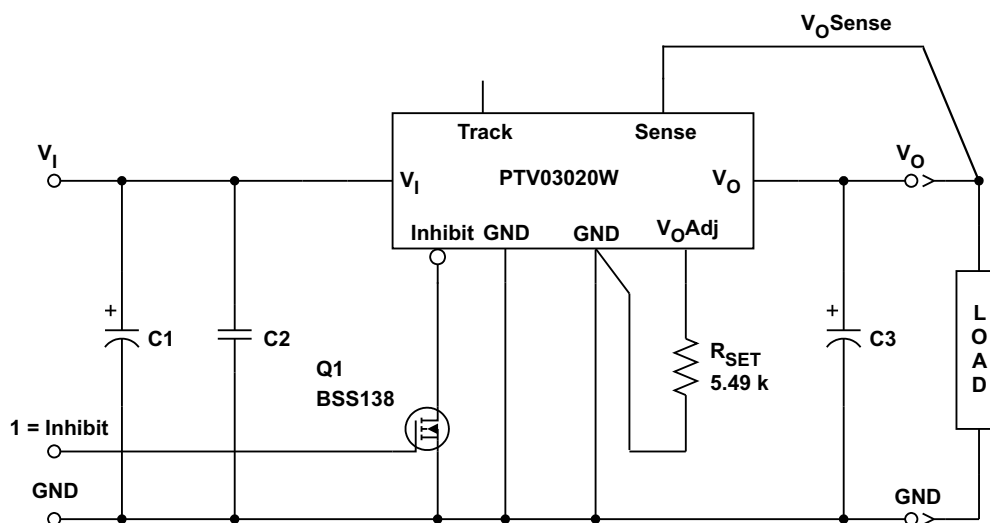 VOSense
Track
Sense
VI
VO
VI
PTV03020W
VO
Inhibit
GND
GND
VOAdj
+
C1
C2
Q1
BSS138
RSET
5.49 k
+
C3
LOAD
1 = Inhibit
GND
GND